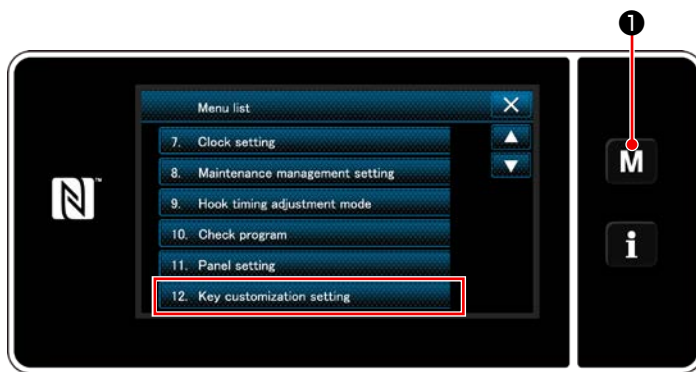 ❶
Menu list
7. Clock setting
8. Maintenance management setting
9. Hook timing adjustment mode
10. Check program
11. Panel setting
12. Key customization setting
M
i